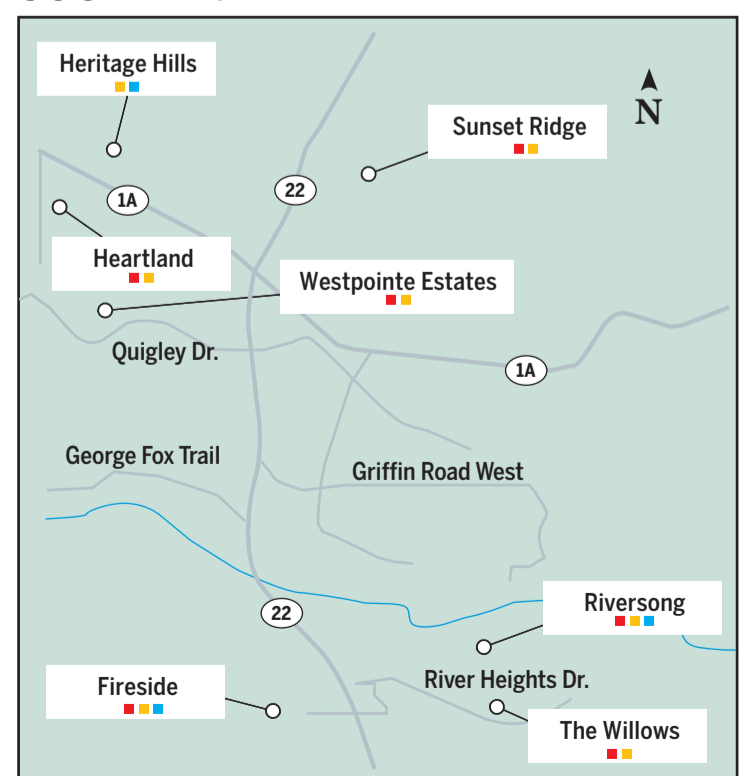 Heritage Hills
N
Sunset Ridge
22
1A
Heartland
Westpointe Estates
Quigley Dr.
1A
George Fox Trail
Griffin Road West
Riversong
22
River Heights Dr.
Fireside
The Willows